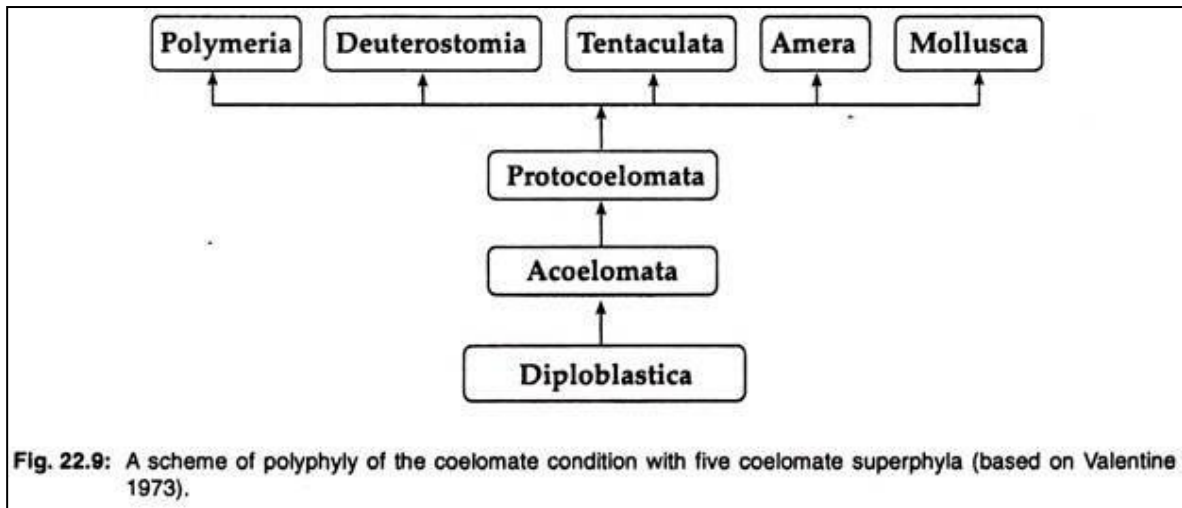 Polymeria Deuterostomia Tentaculata Amera Mollusca
Protocoelomata
Acoelomata
Diploblastica
Fig. 22.9: A scheme of polyphyly of the coelomate condition with five coelomate superphyla (based on Valentine
1973).